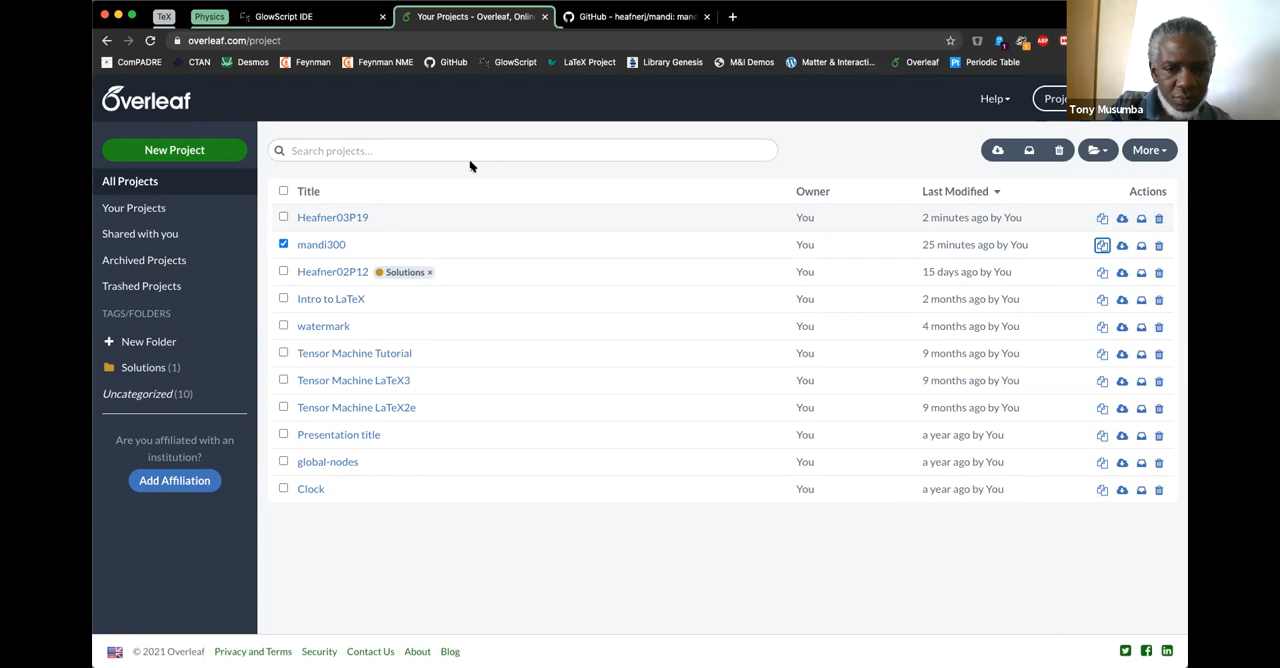 TeX Physics GlowScript IDE Your Projects - Overleaf, Onlin GitHub - heafnerj/mandi: mand
overleaf.com/project
ComPADRE CTAN Desmos Feynman Feynman NME GitHub GlowScript LaTeX Project Library Genesis M&I Demos Matter & Interacti... Overleaf Periodic Table
Tony Musumba
Overleaf Help Proj
New Project Search projects... More
All Projects
Your Projects
Shared with you
Archived Projects
Trashed Projects
TAGS/FOLDERS
New Folder
Solutions (1)
Uncategorized (10)
Are you affiliated with an
institution?
Add Affiliation
Title Owner Last Modified Actions
Heafner03P19 You 2 minutes ago by You
mandi300 You 25 minutes ago by You
Heafner02P12 Solutions × You 15 days ago by You
Intro to LaTeX You 2 months ago by You
watermark You 4 months ago by You
Tensor Machine Tutorial You 9 months ago by You
Tensor Machine LaTeX3 You 9 months ago by You
Tensor Machine LaTeX2e You 9 months ago by You
Presentation title You a year ago by You
global-nodes You a year ago by You
Clock You a year ago by You
© 2021 Overleaf Privacy and Terms Security Contact Us About Blog